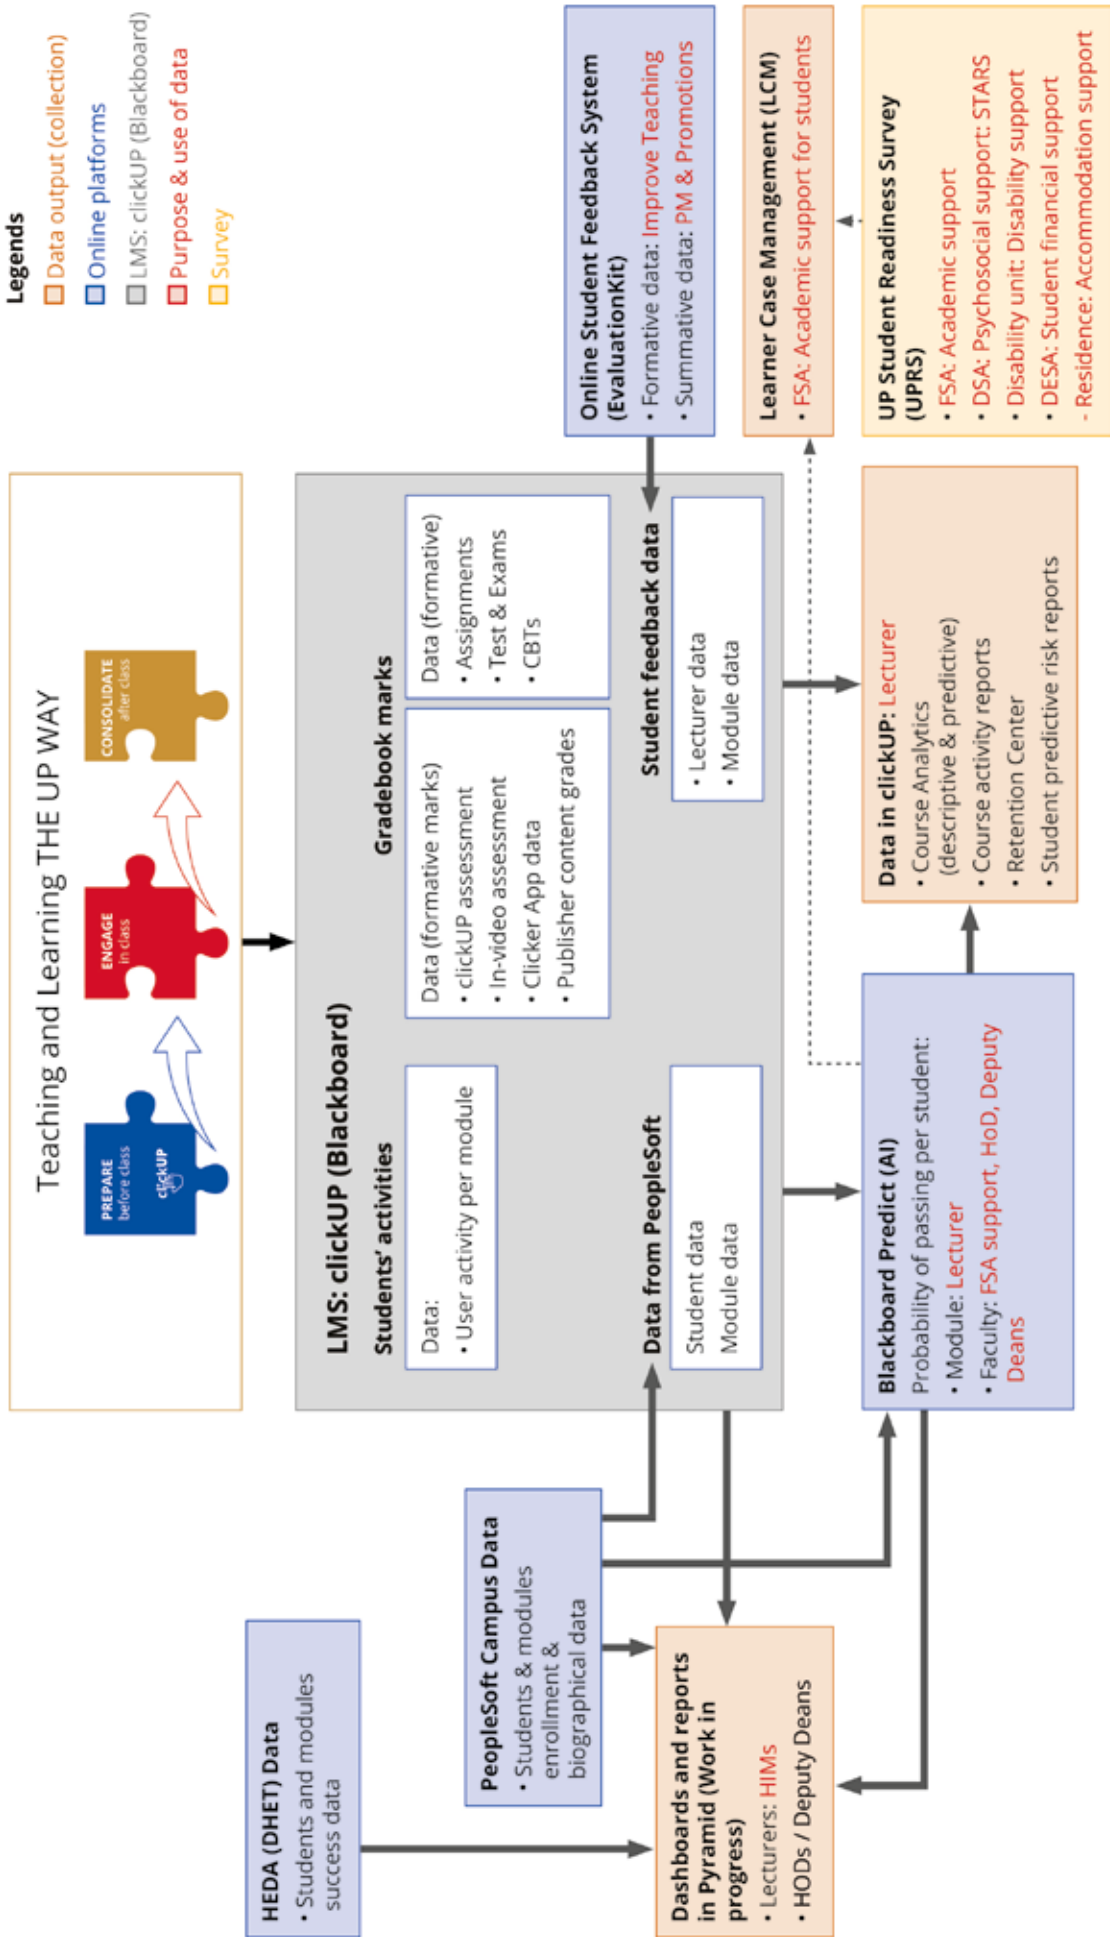 Teaching and Learning THE UP WAY
PREPARE
before class
clickUP
ENGAGE
in class
CONSOLIDATE
after class
Legends
Data output (collection)
Online platforms
LMS: clickUP (Blackboard)
Purpose & use of data
Survey
HEDA (DHET) Data
• Students and modules
success data
PeopleSoft Campus Data
• Students & modules
enrollment &
biographical data
Dashboards and reports
in Pyramid (Work in
progress)
• Lecturers: HIMs
• HODs / Deputy Deans
LMS: clickUP (Blackboard)
Students' activities
Data:
• User activity per module
Gradebook marks
Data (formative marks)
• clickUP assessment
• In-video assessment
• Clicker App data
• Publisher content grades
Data (formative)
• Assignments
• Test & Exams
• CBTs
Data from PeopleSoft
Student data
Module data
Student feedback data
• Lecturer data
• Module data
Blackboard Predict (AI)
Probability of passing per student:
• Module: Lecturer
• Faculty: FSA support, HoD, Deputy
Deans
Data in clickUP: Lecturer
• Course Analytics
(descriptive & predictive)
• Course activity reports
• Retention Center
• Student predictive risk reports
Online Student Feedback System
(EvaluationKit)
• Formative data: Improve Teaching
• Summative data: PM & Promotions
Learner Case Management (LCM)
• FSA: Academic support for students
UP Student Readiness Survey
(UPRS)
• FSA: Academic support
• DSA: Psychosocial support: STARS
• Disability unit: Disability support
• DESA: Student financial support
- Residence: Accommodation support